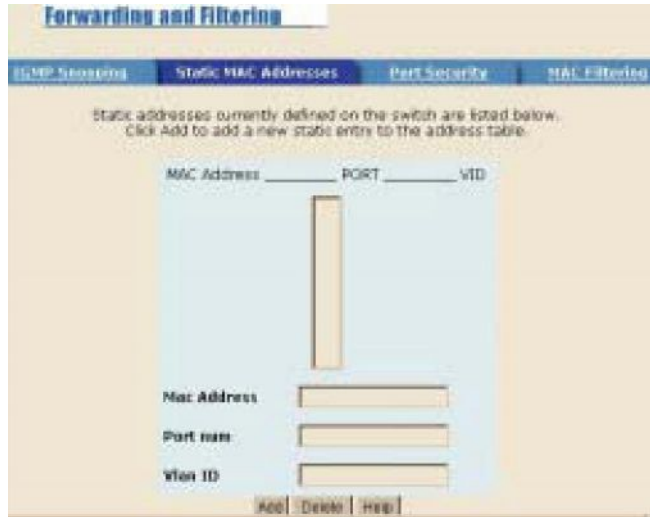 Forwarding and Filtering
IGMP Snooping Static MAC Addresses Port Security MAC Filtering
Static addresses currently defined on the switch are listed below.
Click Add to add a new static entry to the address table.
MAC Address ________ PORT ________ VID
Mac Address
Port num
Vlan ID
Add Delete Help